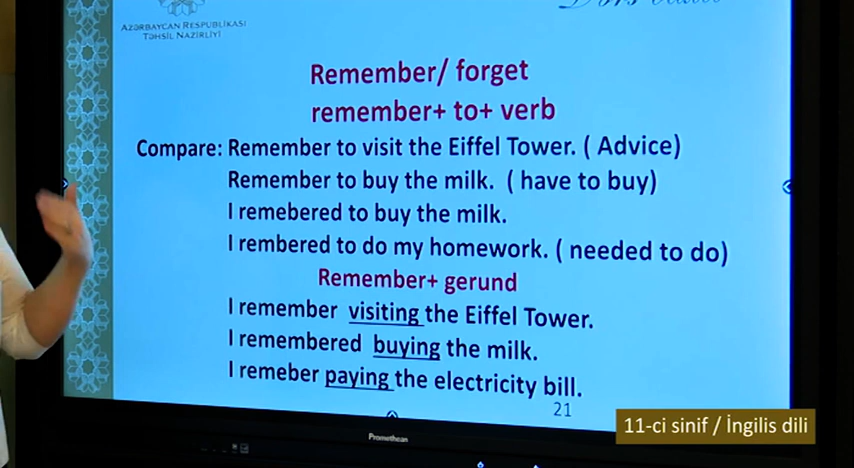 AZƏRBAYCAN RESPUBLİKASI
TƏHSİL NAZİRLİYİ
Remember/ forget
remember+ to+ verb
Compare: Remember to visit the Eiffel Tower. ( Advice)
Remember to buy the milk. ( have to buy)
I remebered to buy the milk.
I rembered to do my homework. ( needed to do)
Remember+ gerund
I remember visiting the Eiffel Tower.
I remembered buying the milk.
I remeber paying the electricity bill.
21
11-ci sinif / İngilis dili
Promethean